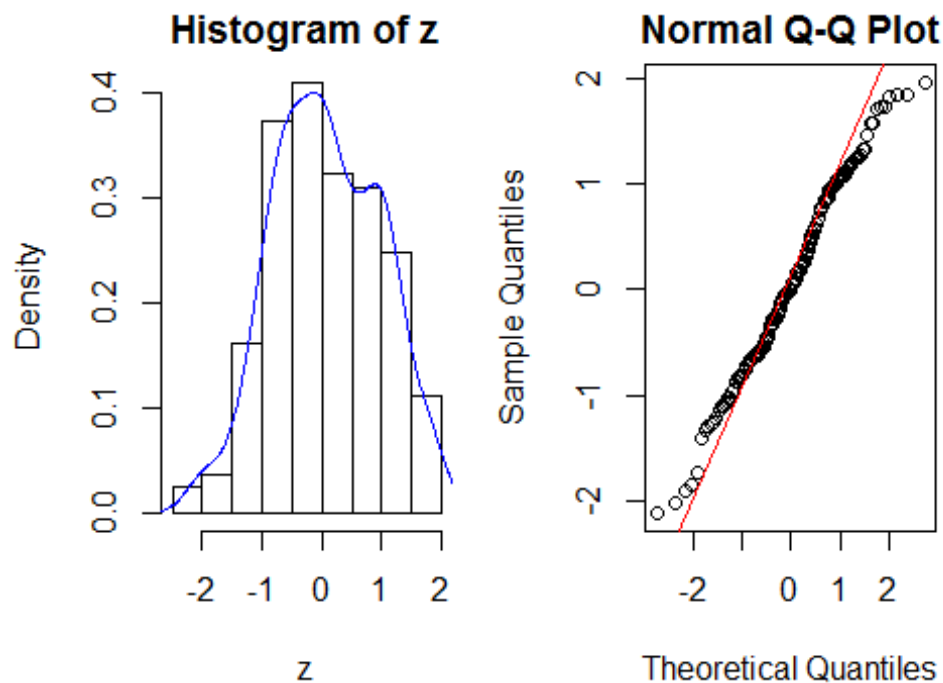 Histogram of z
Density
0.0 0.1 0.2 0.3 0.4
-2 -1 0 1 2
z
Normal Q-Q Plot
Sample Quantiles
-2 -1 0 1 2
-2 0 1 2
Theoretical Quantiles